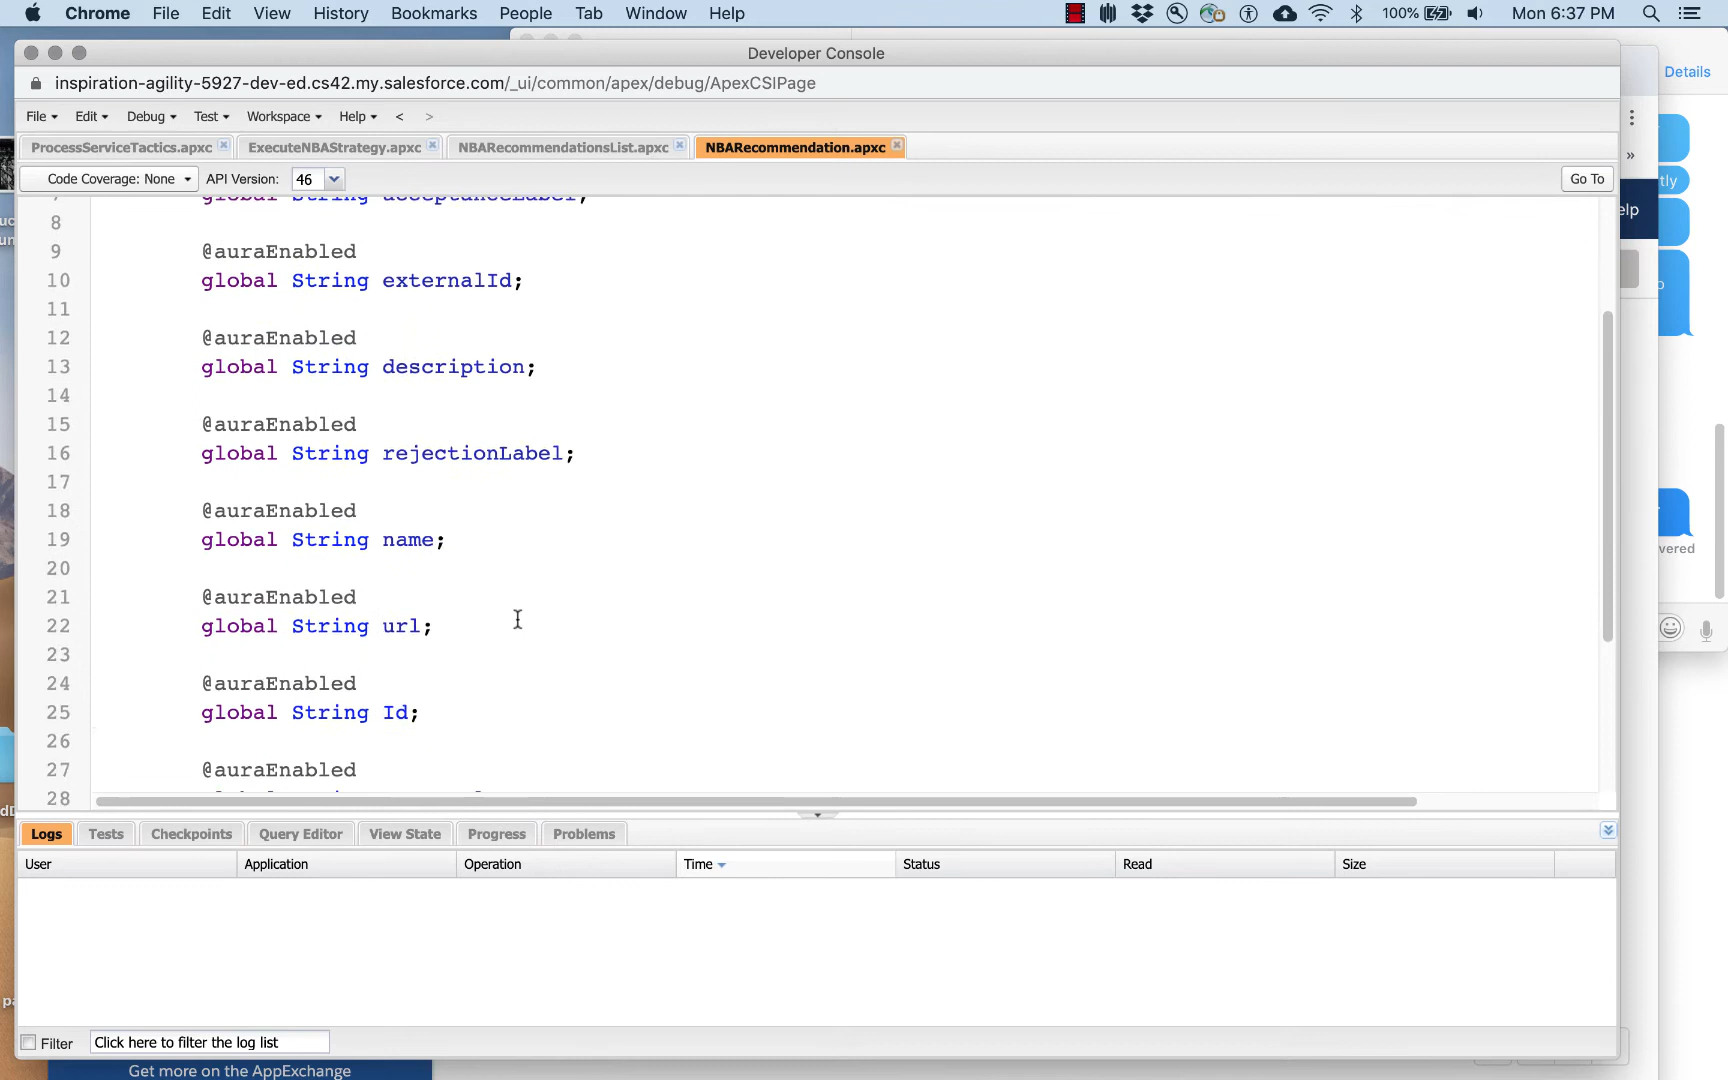 Chrome File Edit View History Bookmarks People Tab Window Help 100% Mon 6:37 PM
Developer Console
Details
inspiration-agility-5927-dev-ed.cs42.my.salesforce.com/_ui/common/apex/debug/ApexCSIPage
File Edit Debug Test Workspace Help < >
ProcessServiceTactics.apxc ExecuteNBAStrategy.apxc NBARecommendationsList.apxc NBARecommendation.apxc
Code Coverage: None API Version: 46 Go To
global String acceptanceLabel;
8
9 @auraEnabled
10 global String externalId;
11
12 @auraEnabled
13 global String description;
14
15 @auraEnabled
16 global String rejectionLabel;
17
18 @auraEnabled
19 global String name;
20
21 @auraEnabled
22 global String url;
23
24 @auraEnabled
25 global String Id;
26
27 @auraEnabled
28
Logs Tests Checkpoints Query Editor View State Progress Problems
User Application Operation Time Status Read Size
Filter Click here to filter the log list
Get more on the AppExchange